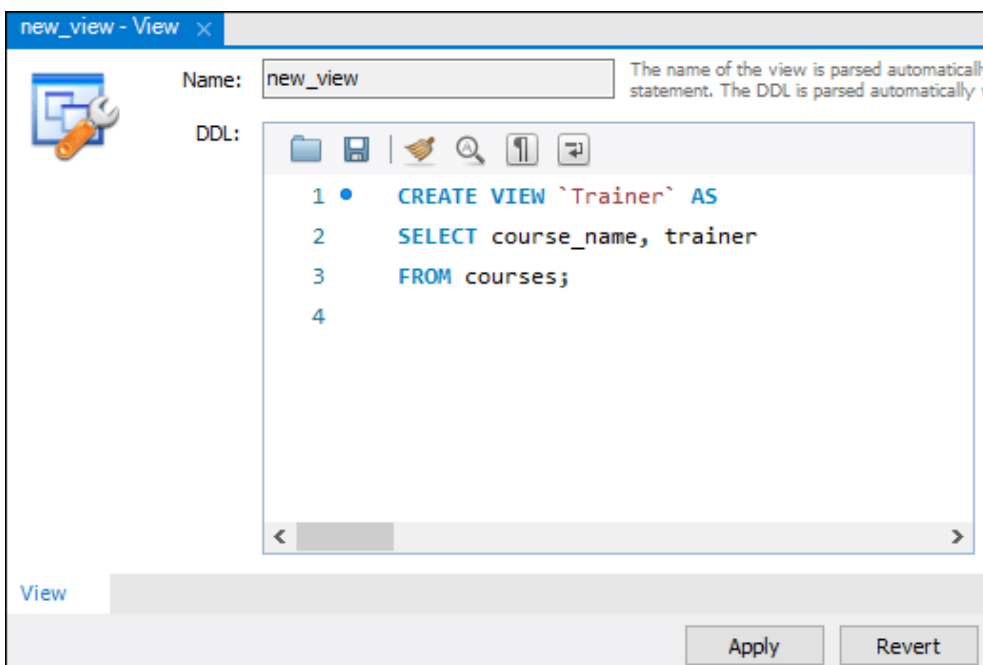 new_view - View ×
Name:
new_view
The name of the view is parsed automatically
statement. The DDL is parsed automatically
DDL:
1 CREATE VIEW `Trainer` AS
2 SELECT course_name, trainer
3 FROM courses;
4
View
Apply Revert